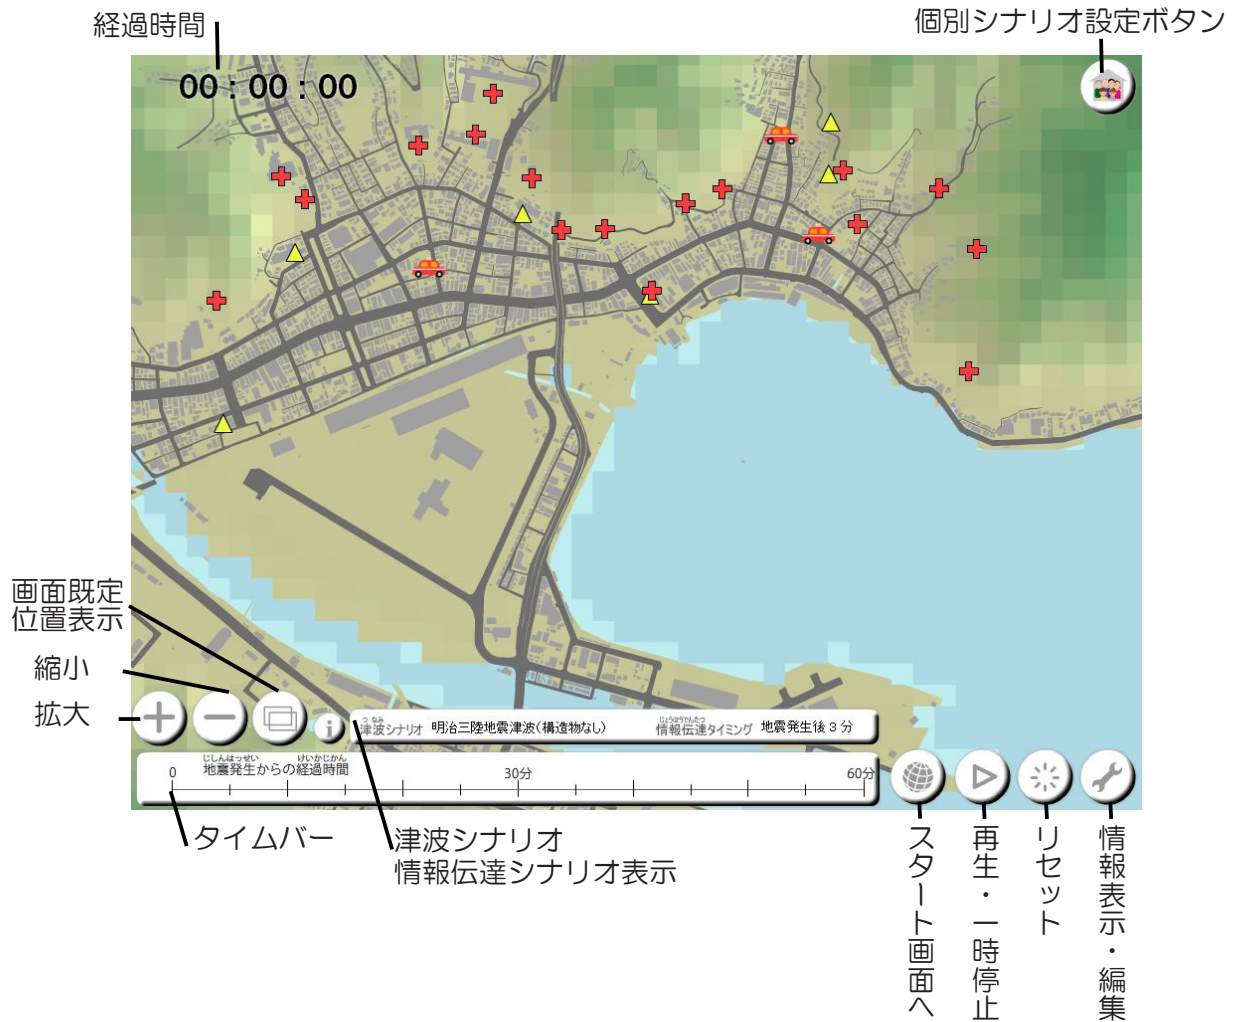 経過時間
個別シナリオ設定ボタン
00:00:00
画面既定
位置表示
縮小
拡大
i
つなみ
津波シナリオ 明治三陸地震津波(構造物なし)
じょうほうでんたつ
情報伝達タイミング 地震発生後3分
じしんはっせい けいかじかん
地震発生からの経過時間
0 30分 60分
タイムバー
津波シナリオ
情報伝達シナリオ表示
スタート画面へ
再生・一時停止
リセット
情報表示・編集